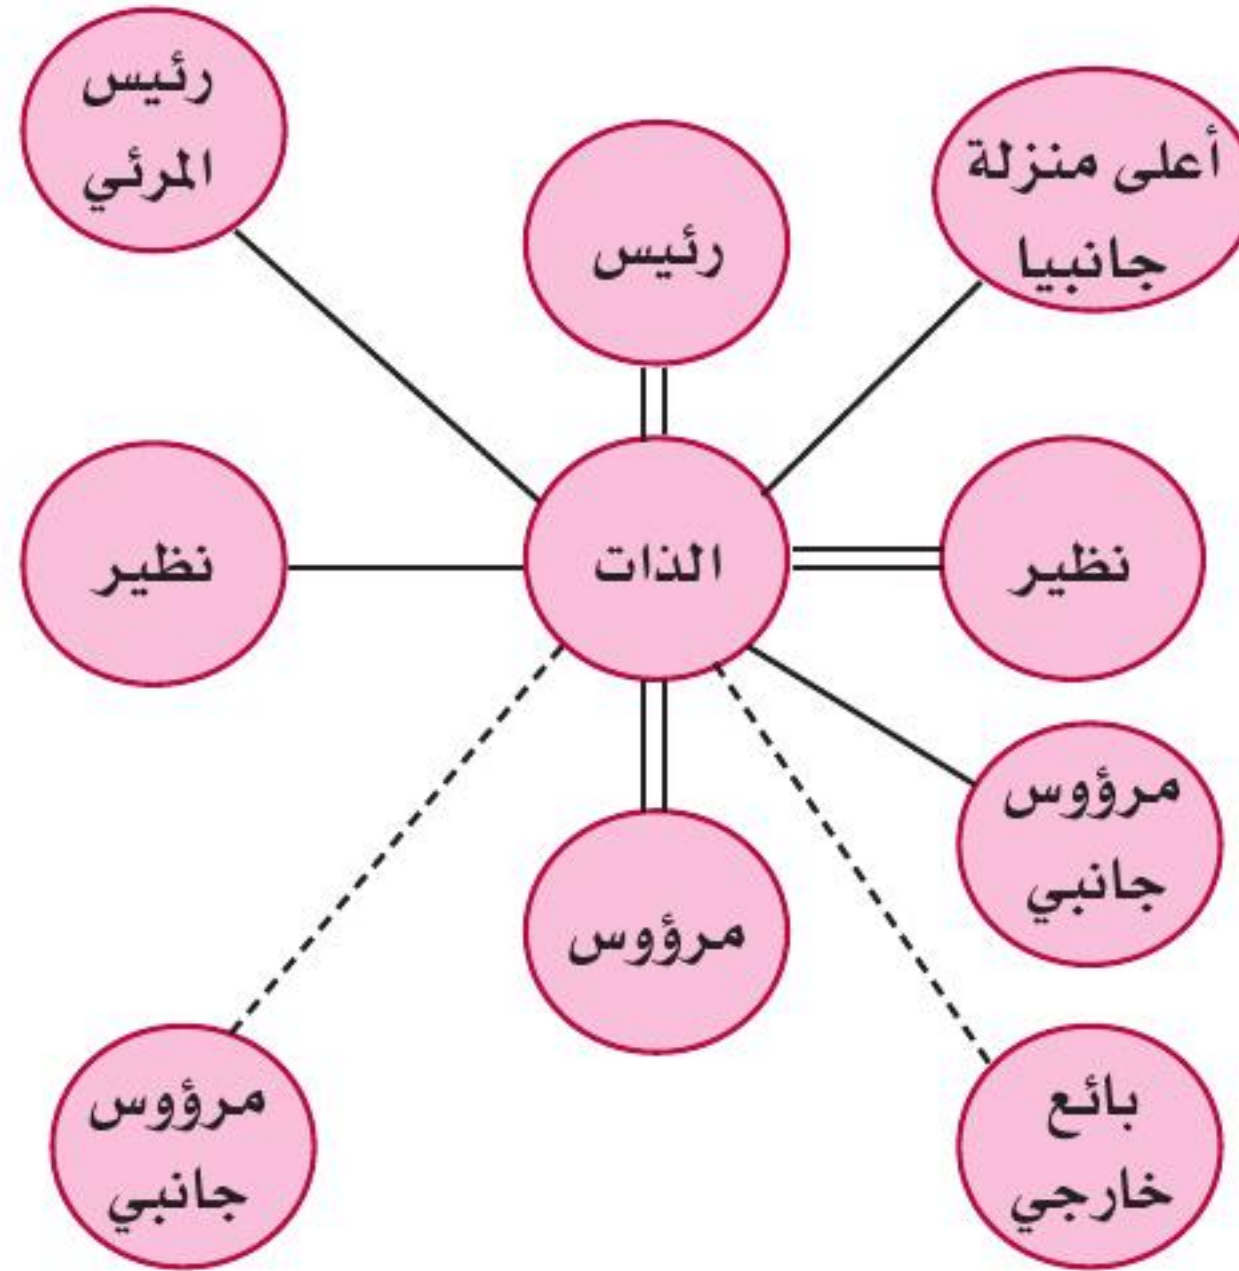 رئيس
المرئي
رئيس
أعلى منزلة
جانبيا
نظير
الذات
نظير
مرؤوس
جانبي
مرؤوس
مرؤوس
جانبي
بائع
خارجي